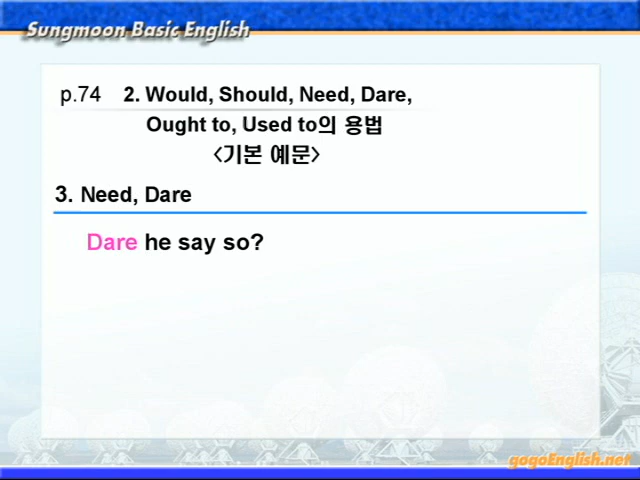 Sungmoon Basic English
p.74 2. Would, Should, Need, Dare,
Ought to, Used to의 용법
<기본 예문>
3. Need, Dare
Dare he say so?
gogoEnglish.net